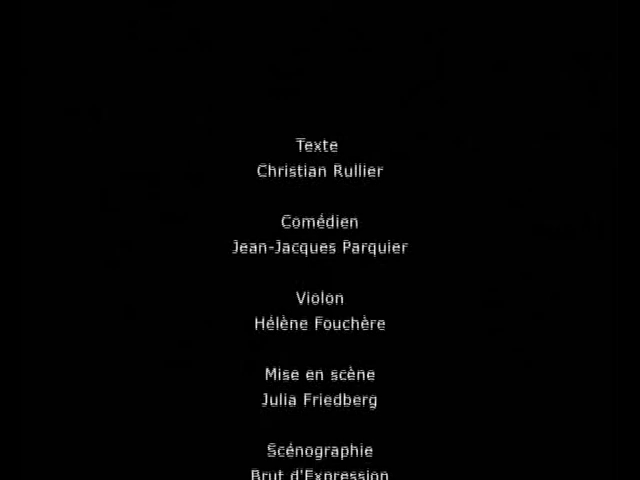 Texte
Christian Rullier
Comédien
Jean-Jacques Parquier
Violon
Hélène Fouchère
Mise en scène
Julia Friedberg
Scénographie
Brut d'Expression